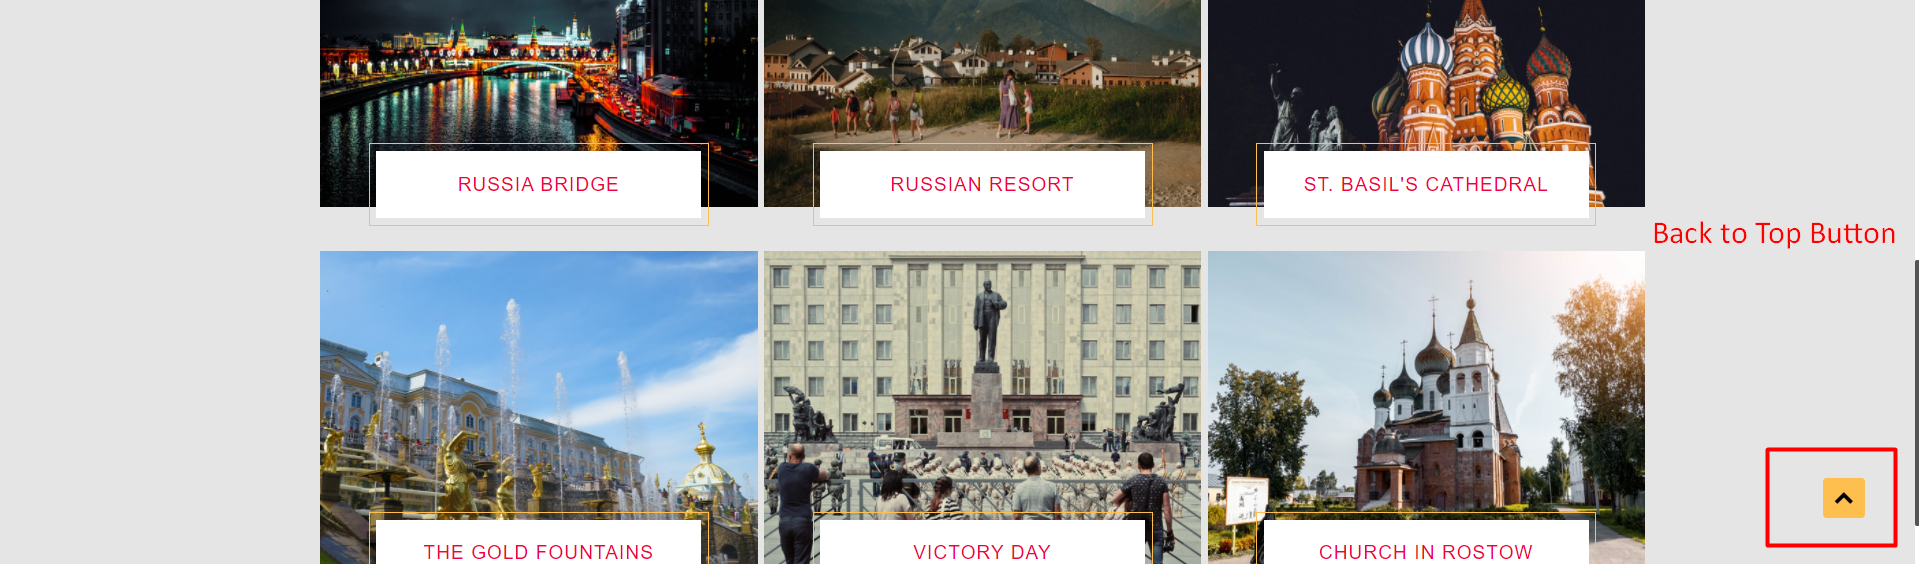 RUSSIA BRIDGE
RUSSIAN RESORT
ST. BASIL'S CATHEDRAL
Back to Top Button
THE GOLD FOUNTAINS
VICTORY DAY
CHURCH IN ROSTOW